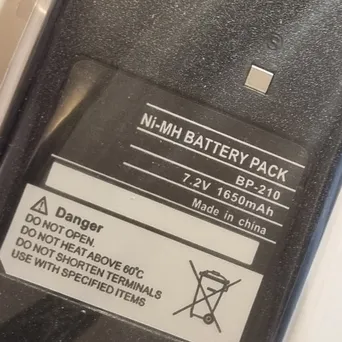 S
Ni-MH BATTERY PACK
BP-210
7.2V 1650mAh
Made in china
Danger
DO NOT OPEN.
DO NOT HEAT ABOVE 60℃
DO NOT SHORTEN TERMINALS
USE WITH SPECIFIED ITEMS